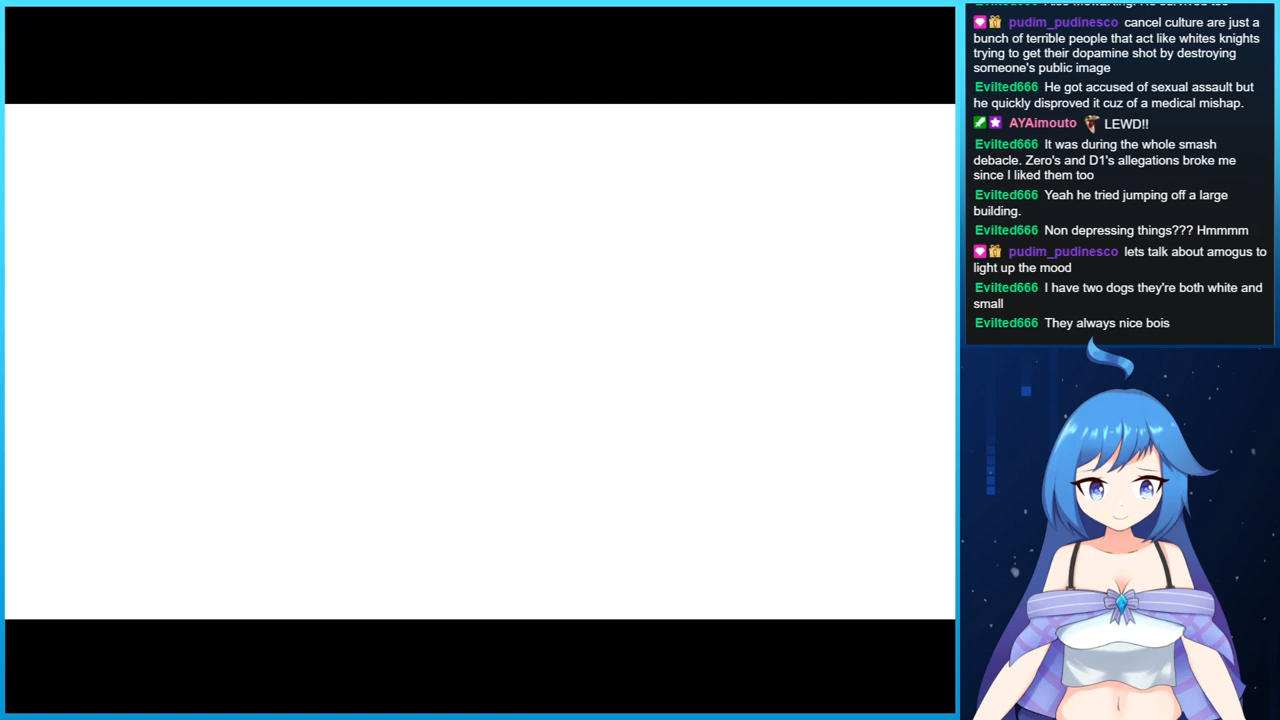 pudim_pudinesco cancel culture are just a
bunch of terrible people that act like whites knights
trying to get their dopamine shot by destroying
someone's public image
Evilted666 He got accused of sexual assault but
he quickly disproved it cuz of a medical mishap.
AYAimouto LEWD!!
Evilted666 It was during the whole smash
debacle. Zero's and D1's allegations broke me
since I liked them too
Evilted666 Yeah he tried jumping off a large
building.
Evilted666 Non depressing things??? Hmmmm
pudim_pudinesco lets talk about amogus to
light up the mood
Evilted666 I have two dogs they're both white and
small
Evilted666 They always nice bois